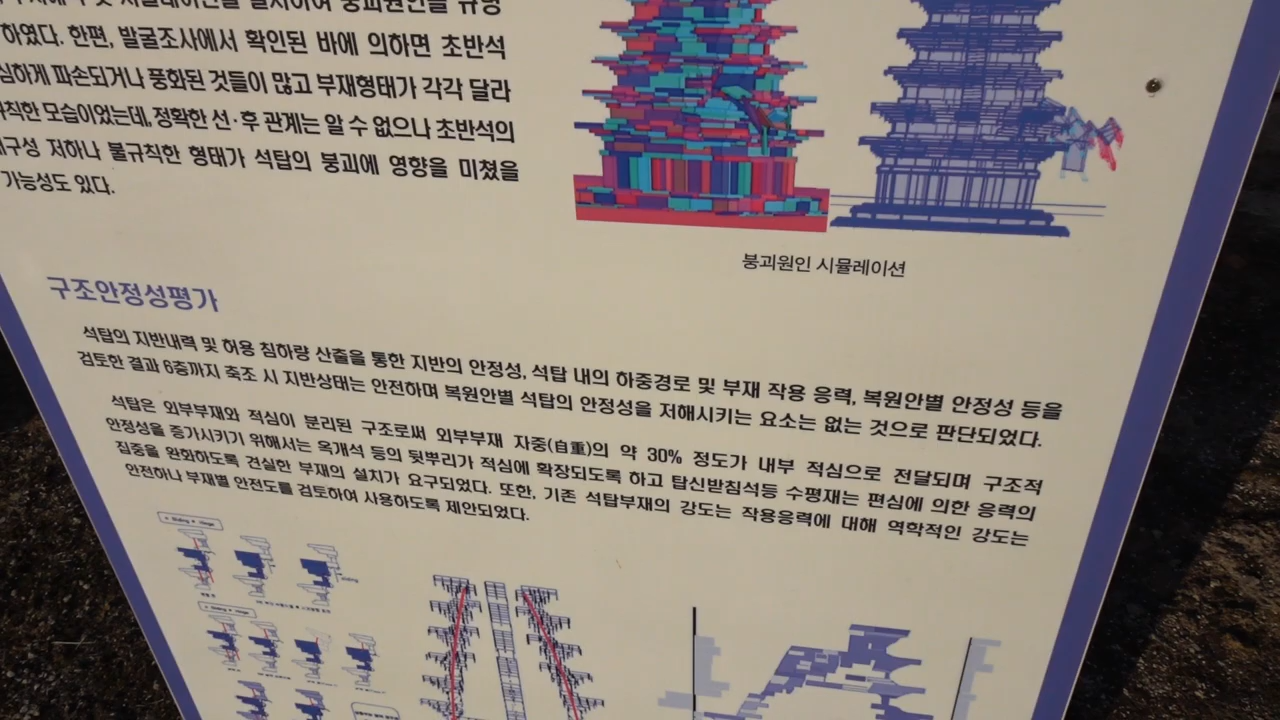 하였다. 한편, 발굴조사에서 확인된 바에 의하면 초반석
심하게 파손되거나 풍화된 것들이 많고 부재형태가 각각 달라
규칙한 모습이었는데, 정확한 선·후 관계는 알 수 없으나 초반석의
내구성 저하나 불규칙한 형태가 석탑의 붕괴에 영향을 미쳤을
가능성도 있다.
붕괴원인 시뮬레이션
구조안정성평가
석탑의 지반내력 및 허용 침하량 산출을 통한 지반의 안정성, 석탑 내의 하중경로 및 부재 작용 응력, 복원안별 안정성 등을
검토한 결과 6층까지 축조 시 지반상태는 안전하며 복원안별 석탑의 안정성을 저해시키는 요소는 없는 것으로 판단되었다.
석탑은 외부부재와 적심이 분리된 구조로써 외부부재 자중(自重)의 약 30% 정도가 내부 적심으로 전달되며 구조적
안정성을 증가시키기 위해서는 옥개석 등의 뒷뿌리가 적심에 확장되도록 하고 탑신받침석등 수평재는 편심에 의한 응력의
집중을 완화하도록 견실한 부재의 설치가 요구되었다. 또한, 기존 석탑부재의 강도는 작용응력에 대해 역학적인 강도는
안전하나 부재별 안전도를 검토하여 사용하도록 제안되었다.